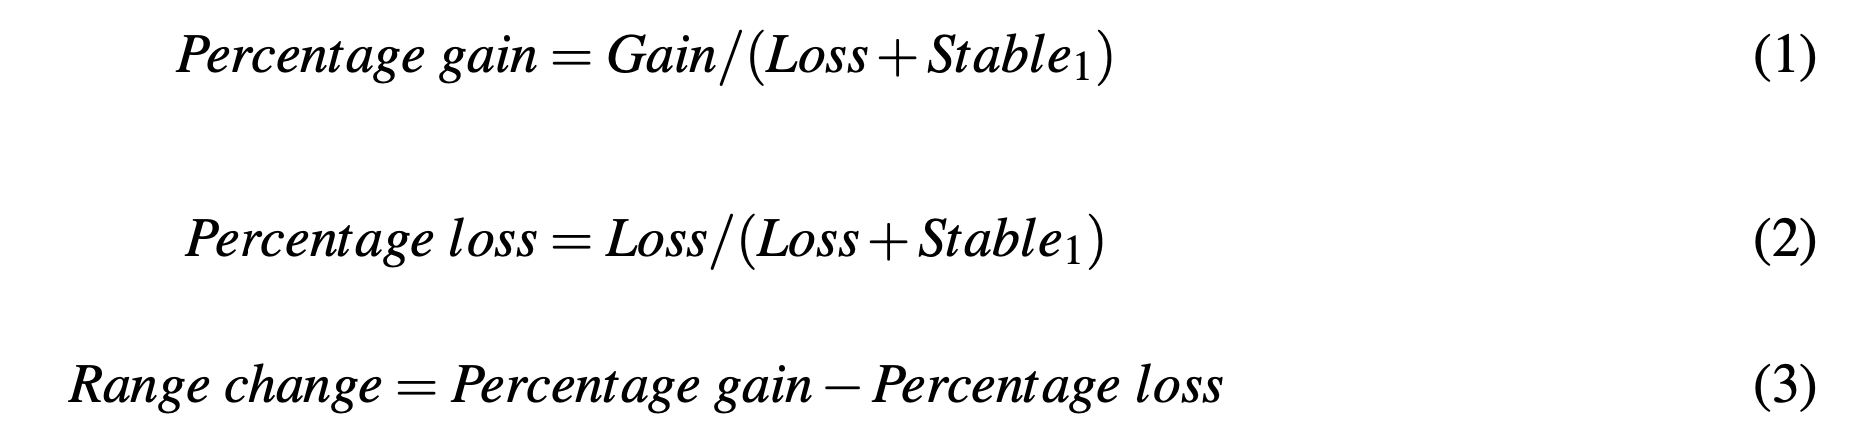 Percentage gain = Gain/(Loss + Stable₁) (1)
Percentage loss = Loss/(Loss + Stable₁) (2)
Range change = Percentage gain − Percentage loss (3)